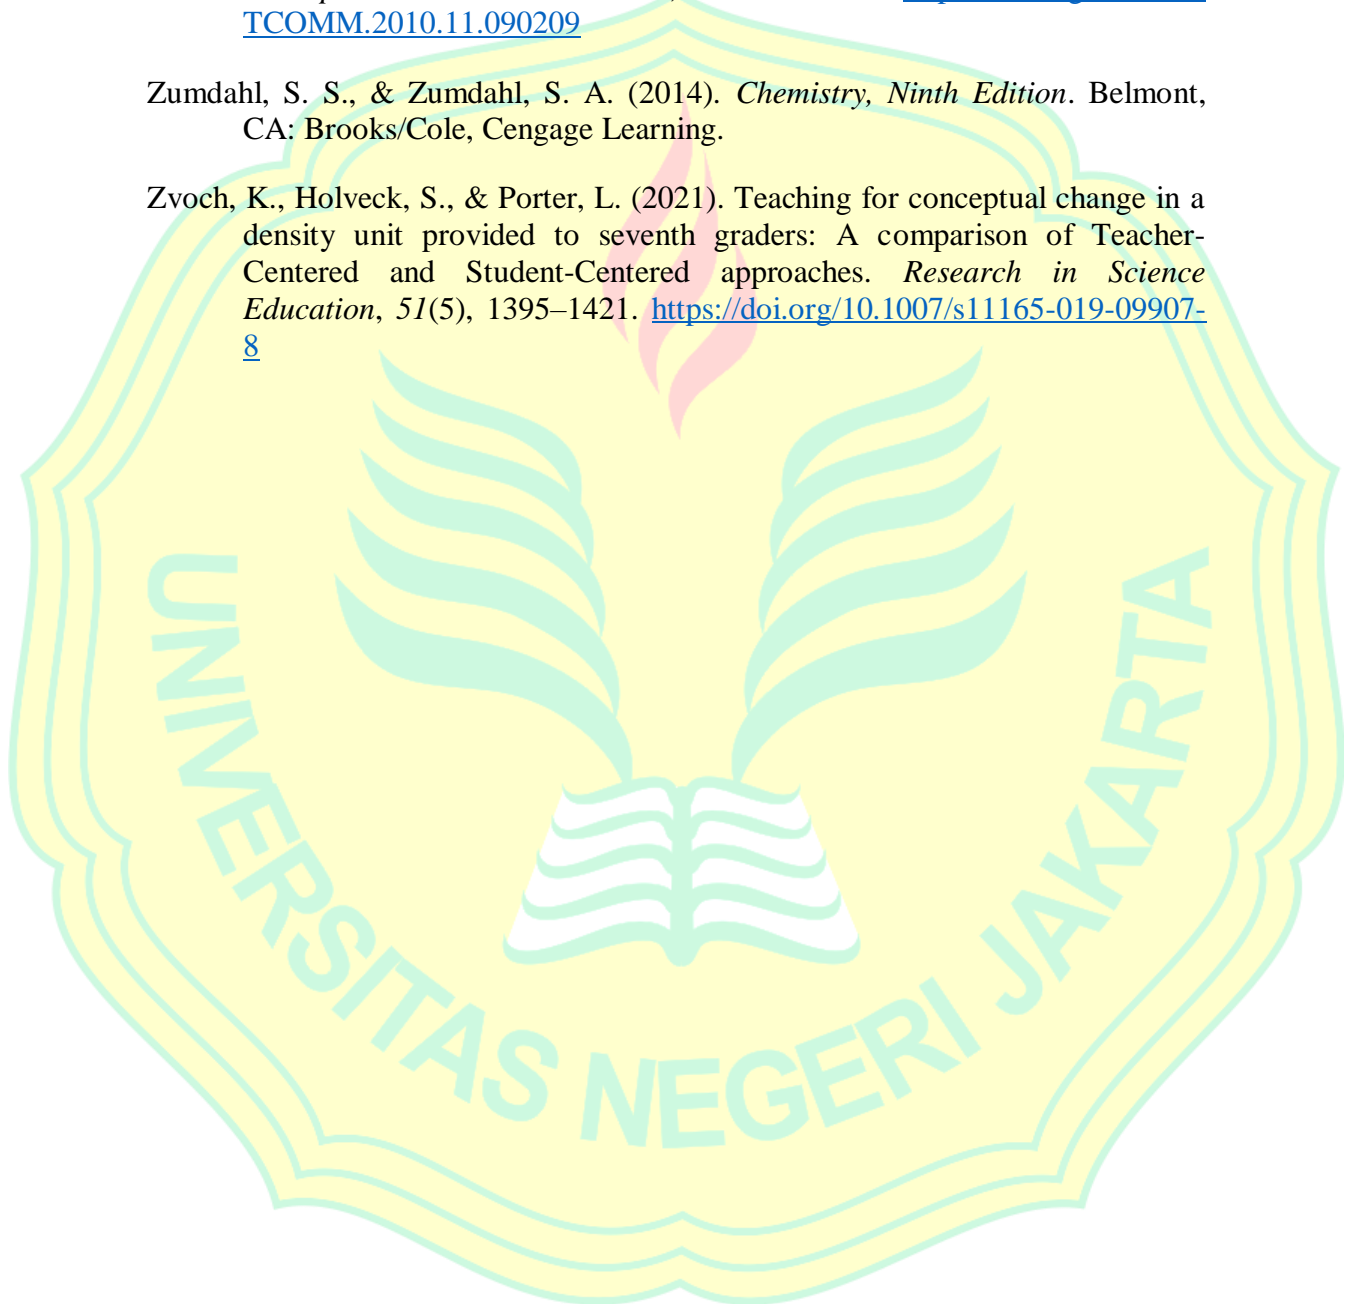 TCOMM.2010.11.090209
Zumdahl, S. S., & Zumdahl, S. A. (2014). Chemistry, Ninth Edition. Belmont,
CA: Brooks/Cole, Cengage Learning.
Zvoch, K., Holveck, S., & Porter, L. (2021). Teaching for conceptual change in a
density unit provided to seventh graders: A comparison of Teacher-
Centered and Student-Centered approaches. Research in Science
Education, 51(5), 1395–1421. https://doi.org/10.1007/s11165-019-09907-
8
UNIVERSITAS NEGERI JAKARTA